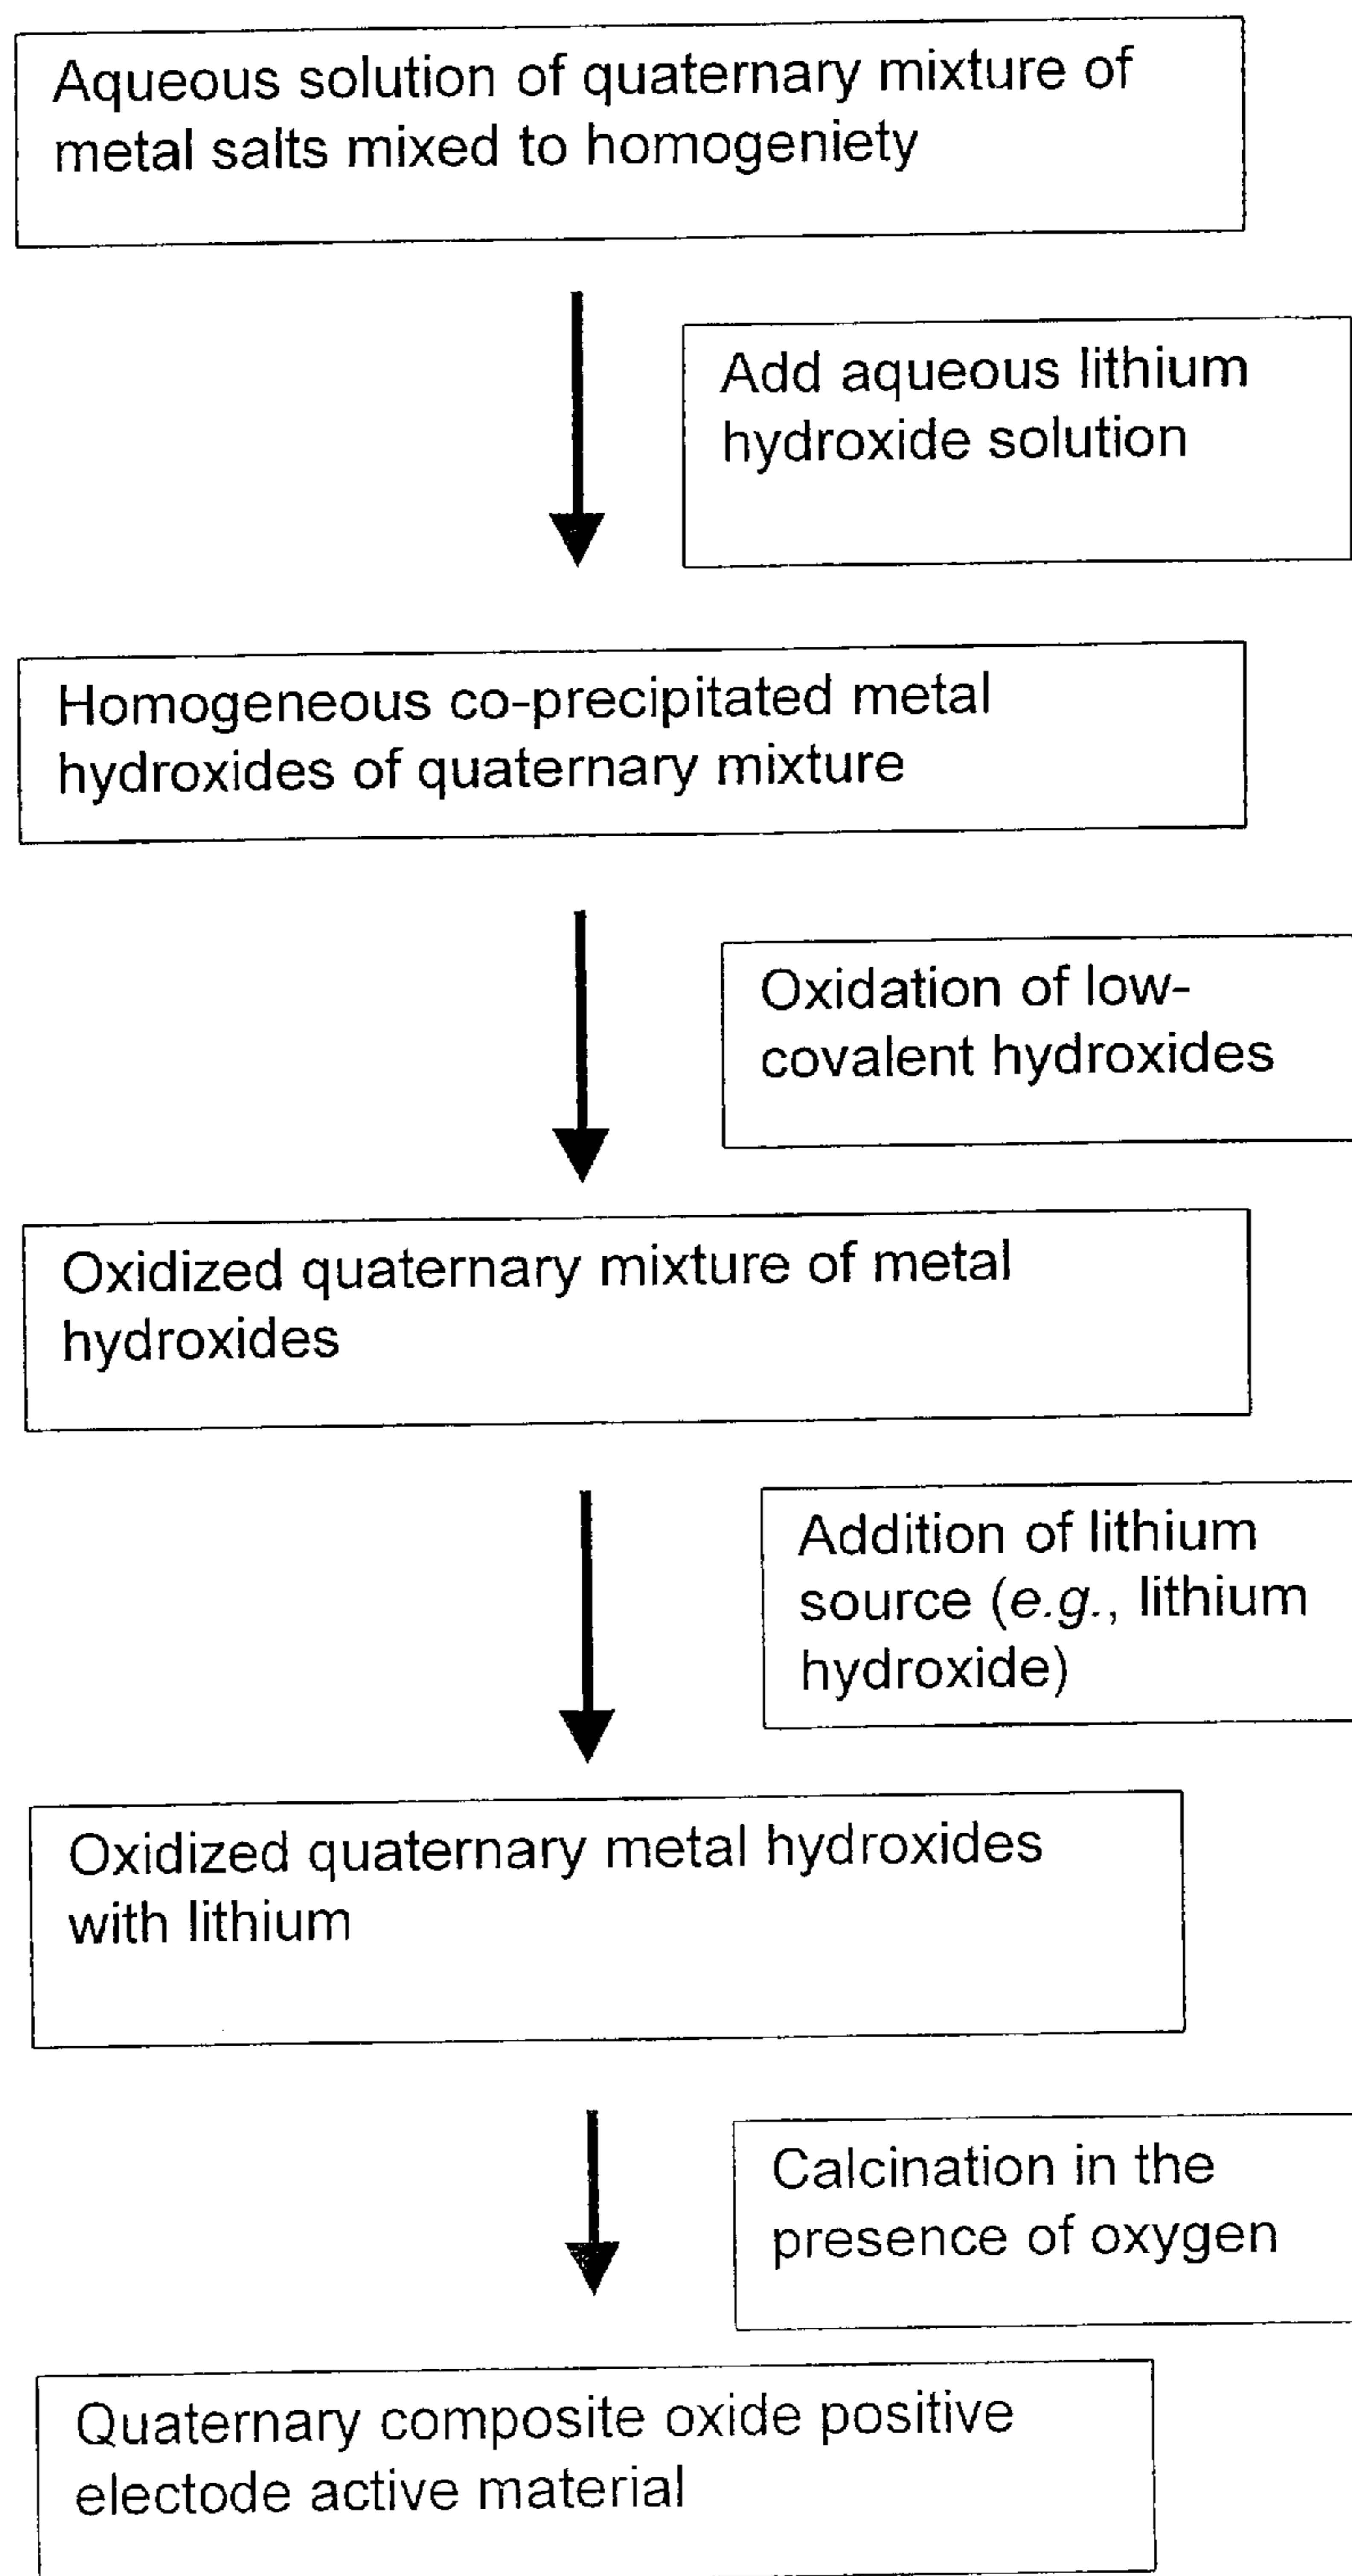 Aqueous solution of quaternary mixture of
metal salts mixed to homogeniety
Add aqueous lithium
hydroxide solution
Homogeneous co-precipitated metal
hydroxides of quaternary mixture
Oxidation of low-
covalent hydroxides
Oxidized quaternary mixture of metal
hydroxides
Addition of lithium
source (e.g., lithium
hydroxide)
Oxidized quaternary metal hydroxides
with lithium
Calcination in the
presence of oxygen
Quaternary composite oxide positive
electode active material